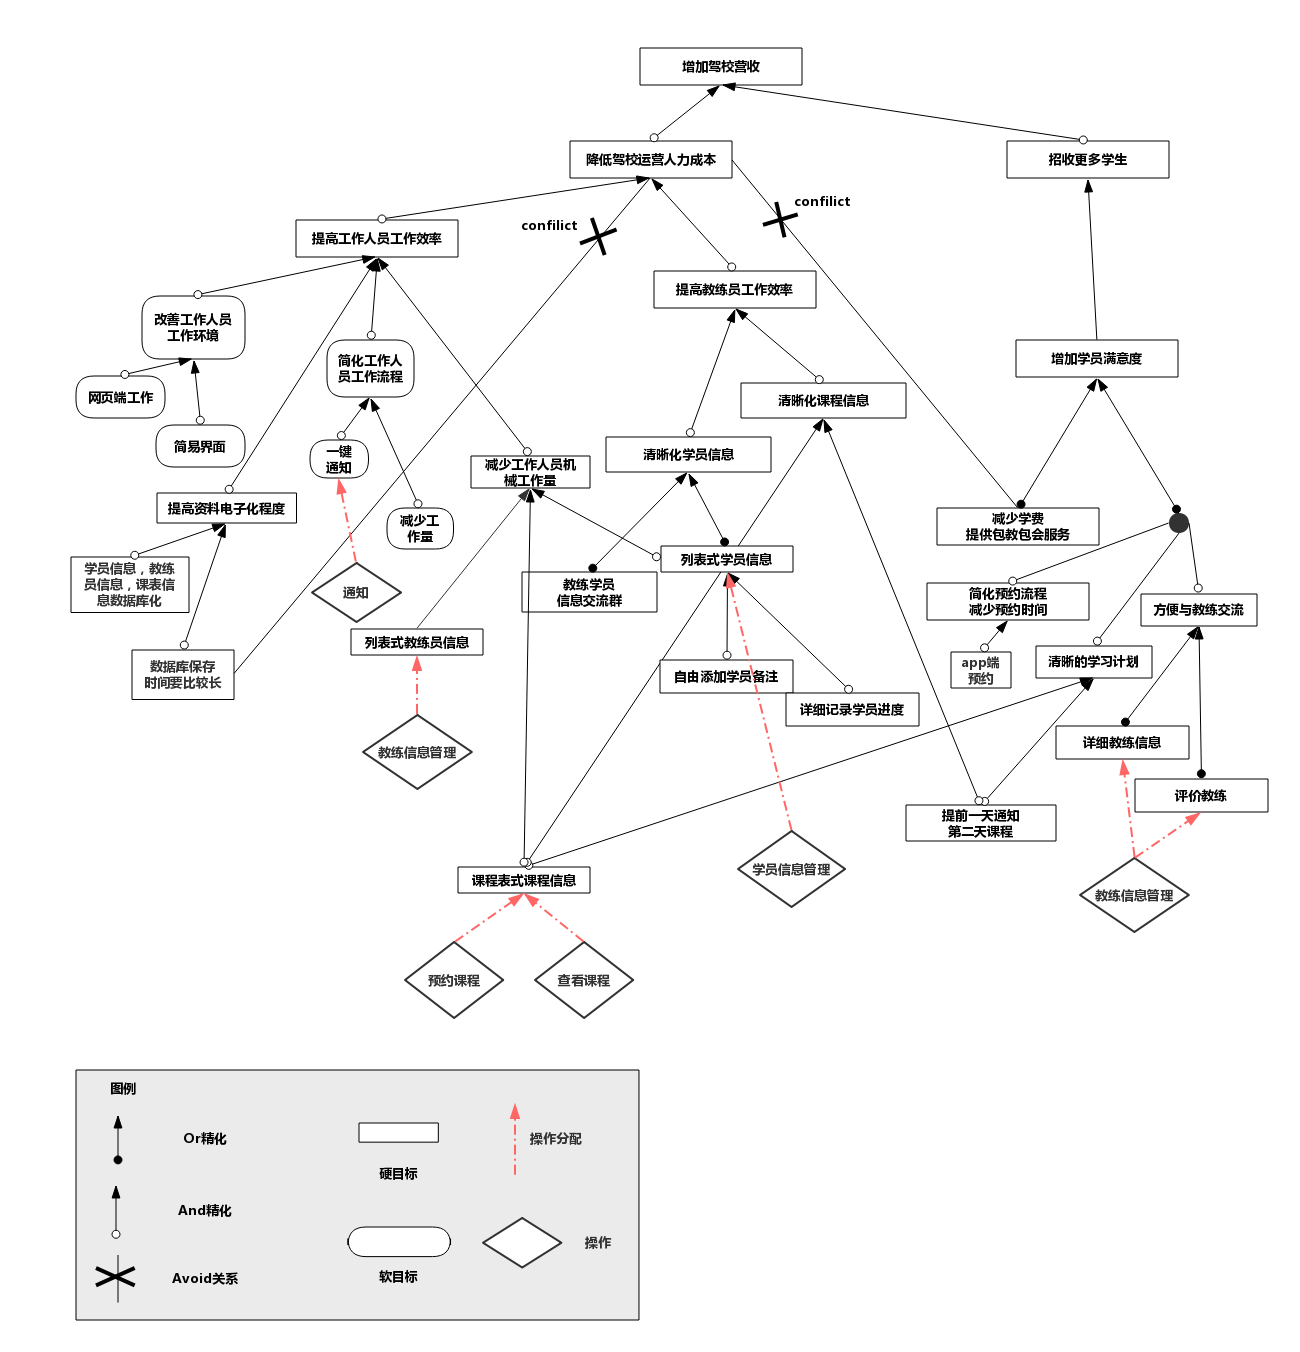 增加驾校营收
降低驾校运营人力成本
招收更多学生
confilict
confilict
提高工作人员工作效率
提高教练员工作效率
改善工作人员
工作环境
简化工作人
员工作流程
增加学员满意度
网页端工作
清晰化课程信息
简易界面
一键
通知
清晰化学员信息
减少工作人员机
械工作量
提高资料电子化程度
减少工
作量
减少学费
提供包教包会服务
学员信息，教练
员信息，课表信
息数据库化
列表式学员信息
教练学员
信息交流群
通知
简化预约流程
减少预约时间
方便与教练交流
列表式教练员信息
数据库保存
时间要比较长
自由添加学员备注
app端
预约
清晰的学习计划
详细记录学员进度
教练信息管理
详细教练信息
评价教练
提前一天通知
第二天课程
学员信息管理
课程表式课程信息
教练信息管理
预约课程
查看课程
图例
Or精化
操作分配
硬目标
And精化
操作
Avoid关系
软目标